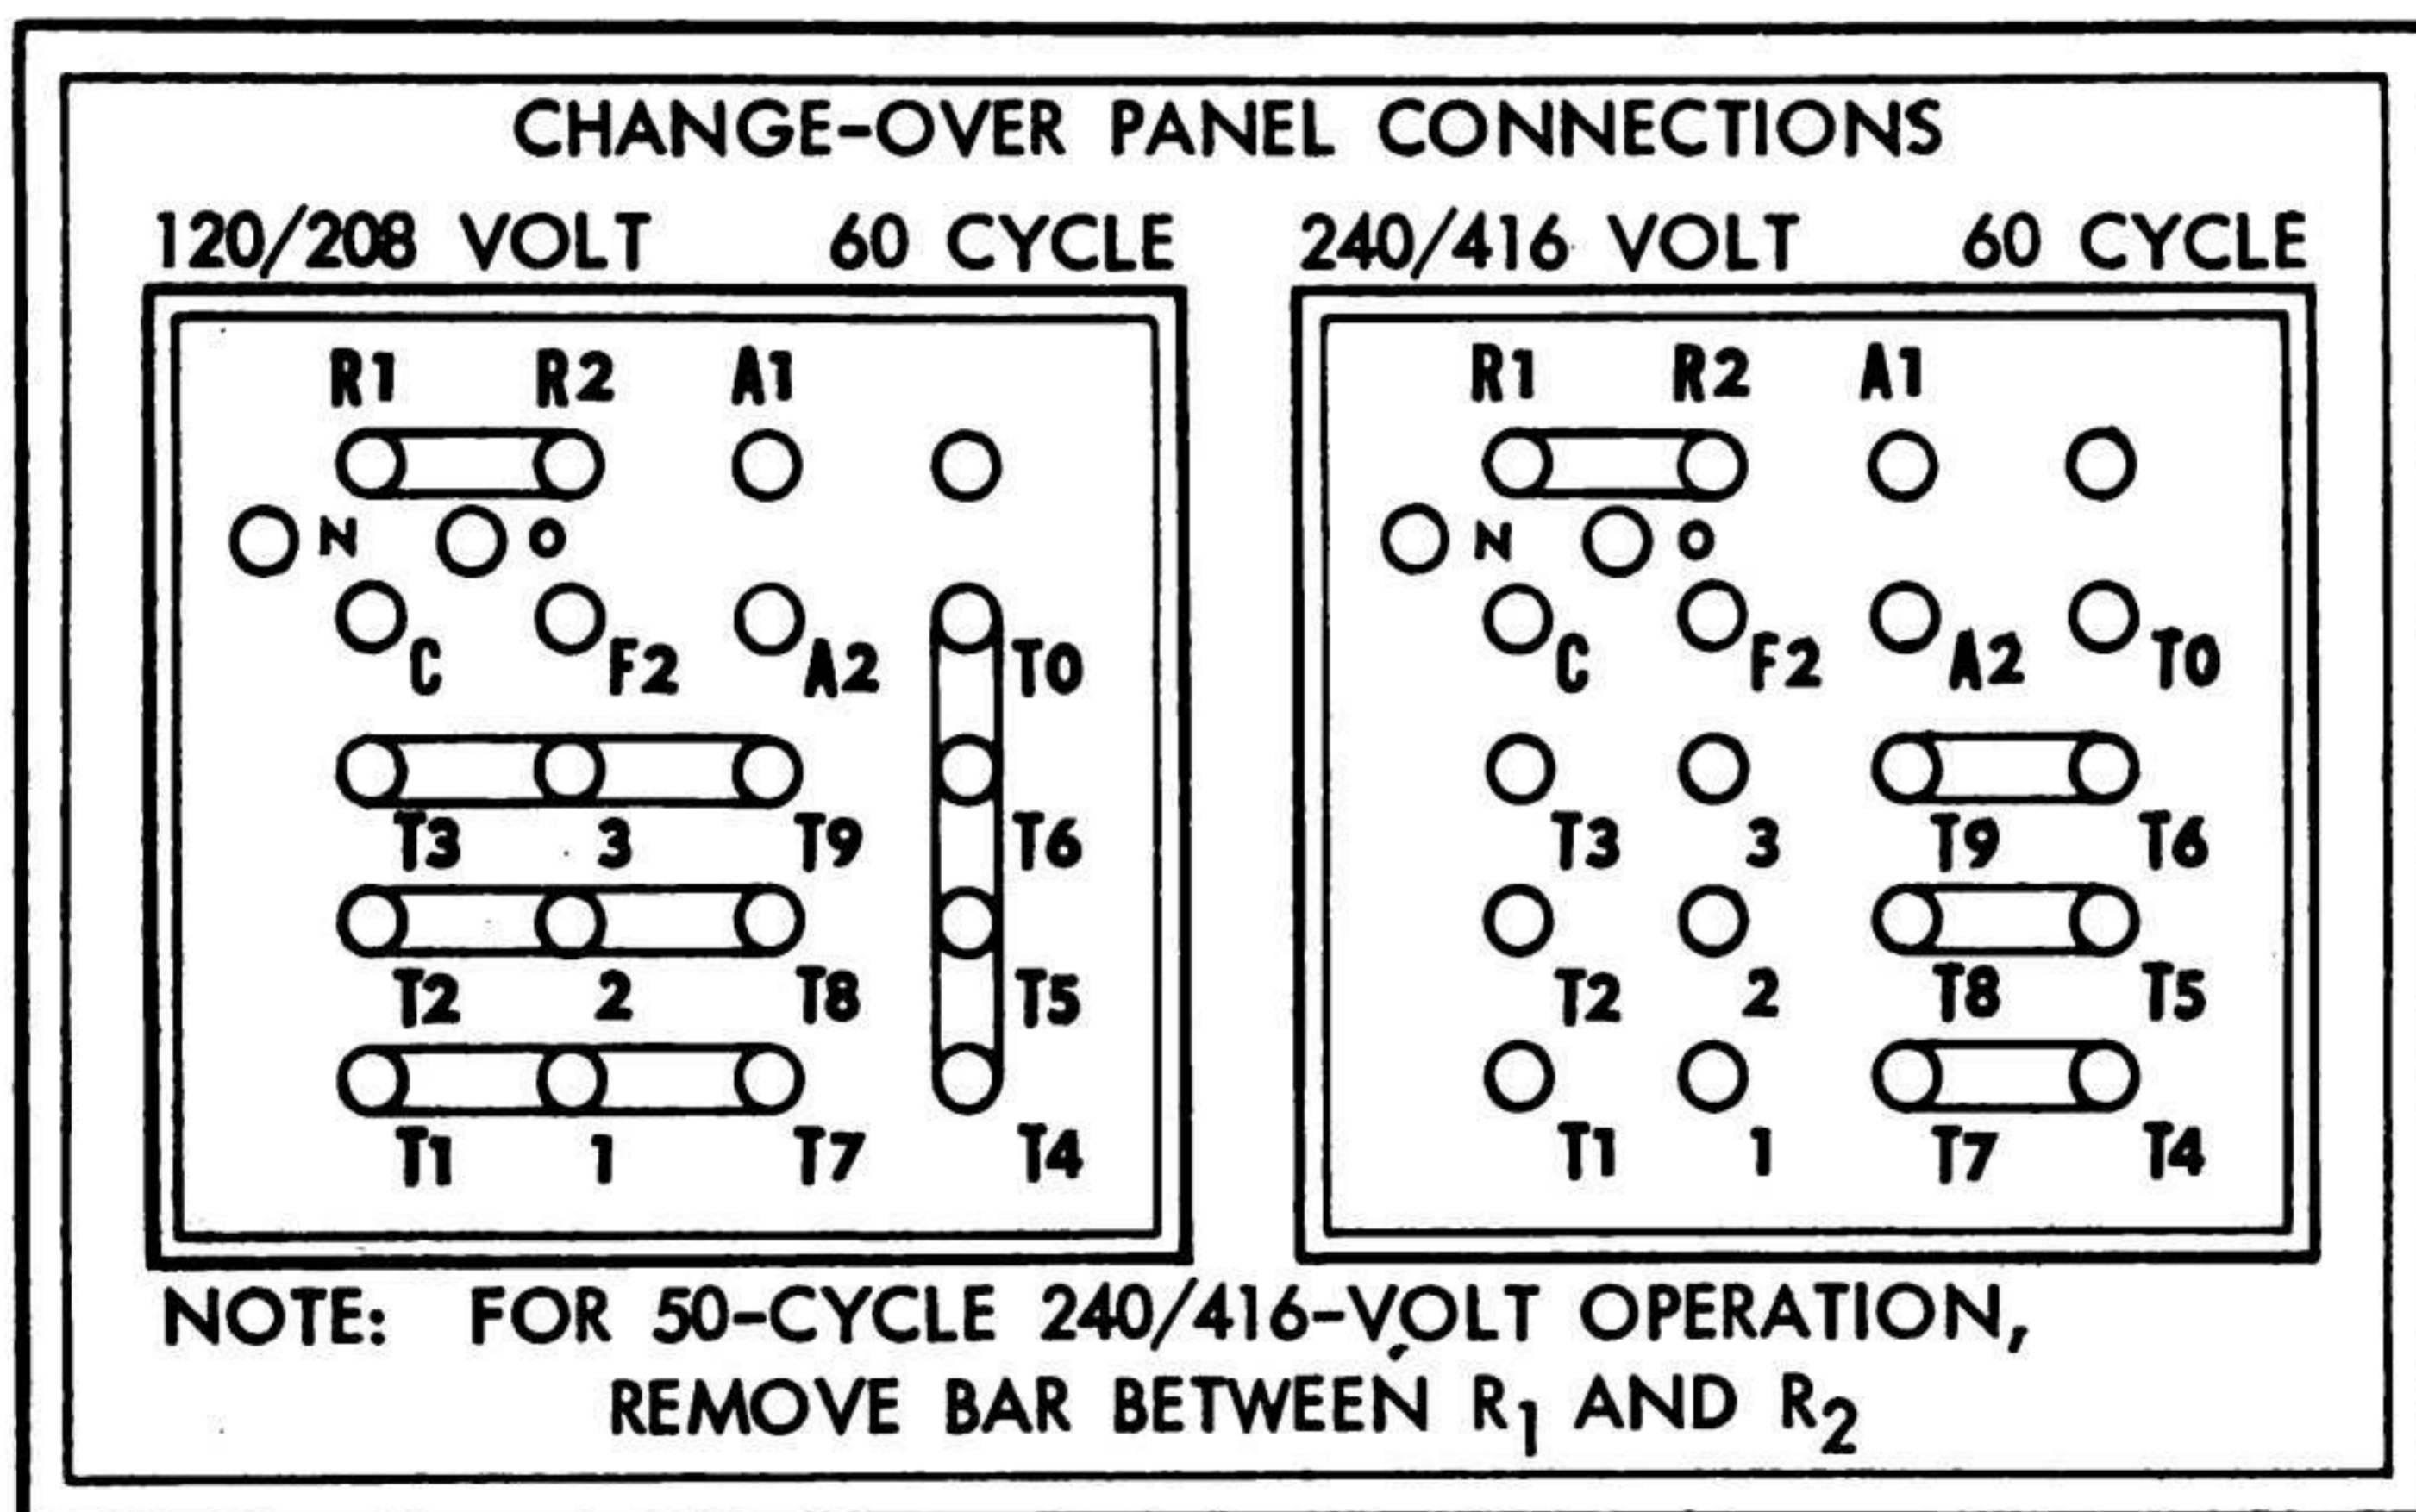 CHANGE-OVER PANEL CONNECTIONS
120/208 VOLT 60 CYCLE
R1 R2 A1
N O
C F2 A2 T0
T3 3 T9 T6
T2 2 T8 T5
T1 1 T7 T4
240/416 VOLT 60 CYCLE
R1 R2 A1
N O
C F2 A2 T0
T3 3 T9 T6
T2 2 T8 T5
T1 1 T7 T4
NOTE: FOR 50-CYCLE 240/416-VOLT OPERATION,
REMOVE BAR BETWEEN R1 AND R2